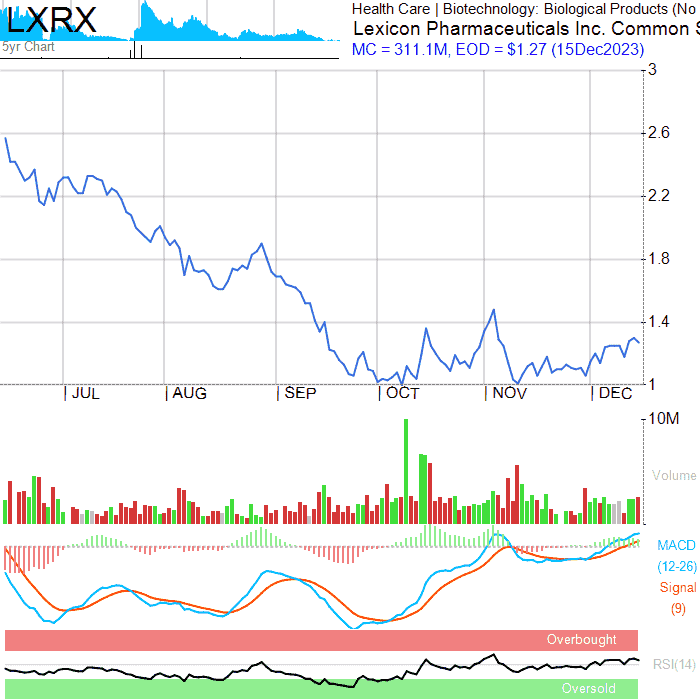 LXRX
5yr Chart
Health Care | Biotechnology: Biological Products (No
Lexicon Pharmaceuticals Inc. Common S
MC = 311.1M, EOD = $1.27 (15Dec2023)
3
2.6
2.2
1.8
1.4
1
JUL AUG SEP OCT NOV DEC
10M
Volume
MACD
(12-26)
Signal
(9)
Overbought
RSI(14)
Oversold